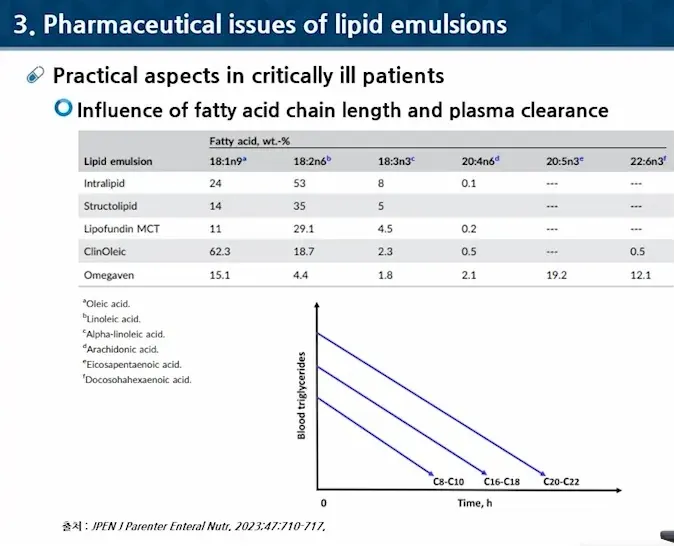 3. Pharmaceutical issues of lipid emulsions
Practical aspects in critically ill patients
Influence of fatty acid chain length and plasma clearance
Fatty acid, wt.-%
Lipid emulsion 18:1n9ᵃ 18:2n6ᵇ 18:3n3ᶜ 20:4n6ᵈ 20:5n3ᵉ 22:6n3ᶠ
Intralipid 24 53 8 0.1 --- ---
Structolipid 14 35 5 --- ---
Lipofundin MCT 11 29.1 4.5 0.2 --- ---
ClinOleic 62.3 18.7 2.3 0.5 --- 0.5
Omegaven 15.1 4.4 1.8 2.1 19.2 12.1
ᵃOleic acid.
ᵇLinoleic acid.
ᶜAlpha-linoleic acid.
ᵈArachidonic acid.
ᵉEicosapentaenoic acid.
ᶠDocosohahexaenoic acid.
Blood triglycerides
C8-C10 C16-C18 C20-C22
0 Time, h
출처 : JPEN J Parenter Enteral Nutr. 2023;47:710-717.